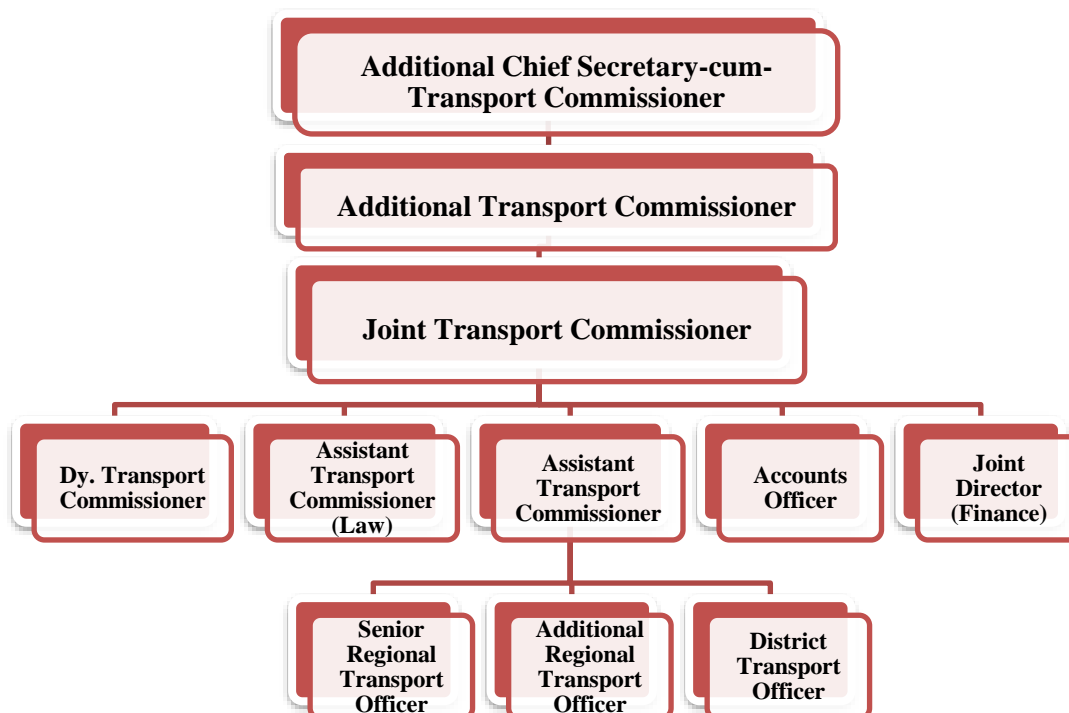 Additional Chief Secretary-cum-
Transport Commissioner
Additional Transport Commissioner
Joint Transport Commissioner
Dy. Transport
Commissioner
Assistant
Transport
Commissioner
(Law)
Assistant
Transport
Commissioner
Accounts
Officer
Joint
Director
(Finance)
Senior
Regional
Transport
Officer
Additional
Regional
Transport
Officer
District
Transport
Officer